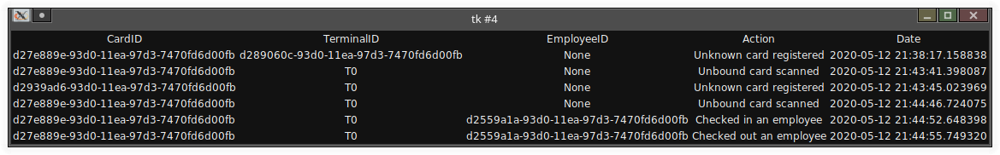 tk #4
CardID TerminalID EmployeeID Action Date
d27e889e-93d0-11ea-97d3-7470fd6d00fb d289060c-93d0-11ea-97d3-7470fd6d00fb None Unknown card registered 2020-05-12 21:38:17.158838
d27e889e-93d0-11ea-97d3-7470fd6d00fb T0 None Unbound card scanned 2020-05-12 21:43:41.398087
d2939ad6-93d0-11ea-97d3-7470fd6d00fb T0 None Unknown card registered 2020-05-12 21:43:45.023969
d27e889e-93d0-11ea-97d3-7470fd6d00fb T0 None Unbound card scanned 2020-05-12 21:44:46.724075
d27e889e-93d0-11ea-97d3-7470fd6d00fb T0 d2559a1a-93d0-11ea-97d3-7470fd6d00fb Checked in an employee 2020-05-12 21:44:52.648398
d27e889e-93d0-11ea-97d3-7470fd6d00fb T0 d2559a1a-93d0-11ea-97d3-7470fd6d00fb Checked out an employee 2020-05-12 21:44:55.749320